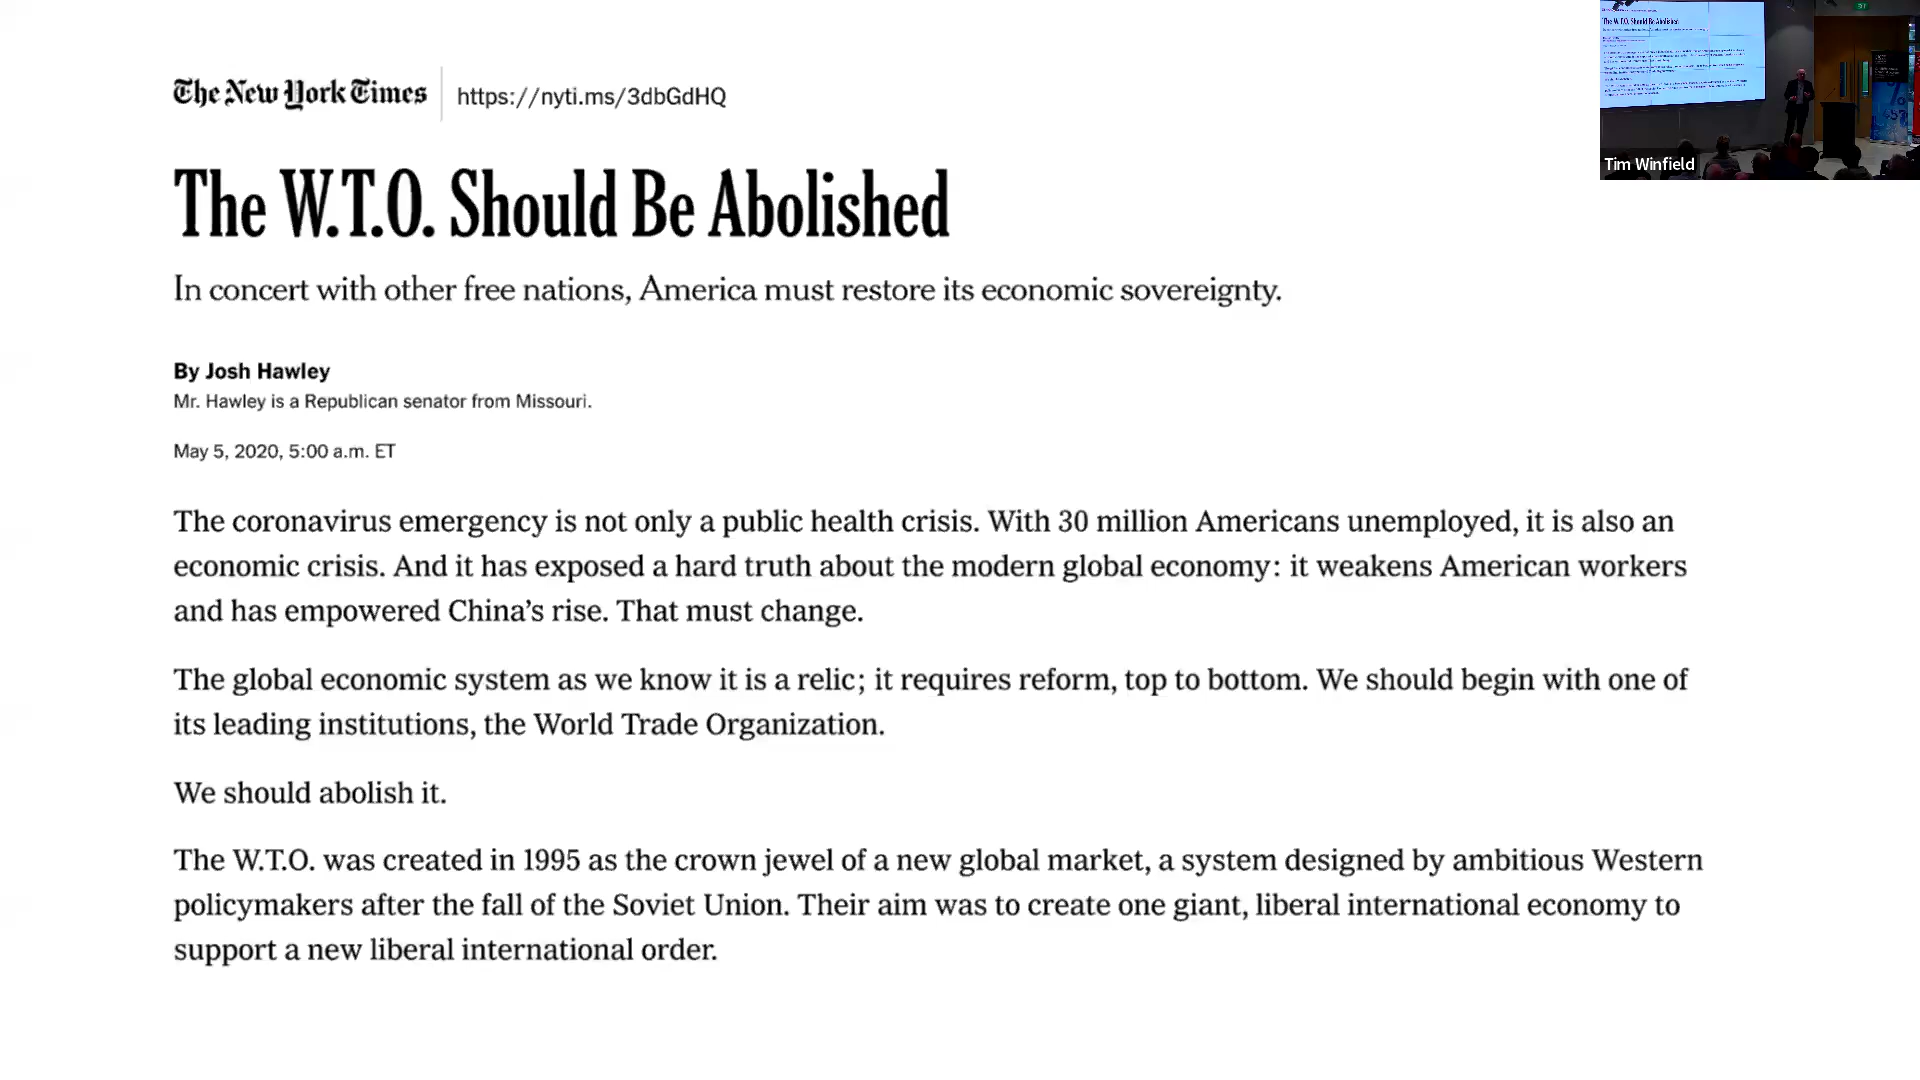 The New York Times
https://nyti.ms/3dbGdHQ
The W.T.O. Should Be Abolished
In concert with other free nations, America must restore its economic sovereignty.
By Josh Hawley
Mr. Hawley is a Republican senator from Missouri.
May 5, 2020, 5:00 a.m. ET
The coronavirus emergency is not only a public health crisis. With 30 million Americans unemployed, it is also an
economic crisis. And it has exposed a hard truth about the modern global economy: it weakens American workers
and has empowered China’s rise. That must change.
The global economic system as we know it is a relic; it requires reform, top to bottom. We should begin with one of
its leading institutions, the World Trade Organization.
We should abolish it.
The W.T.O. was created in 1995 as the crown jewel of a new global market, a system designed by ambitious Western
policymakers after the fall of the Soviet Union. Their aim was to create one giant, liberal international economy to
support a new liberal international order.
The W.T.O. Should Be Abolished
Tim Winfield